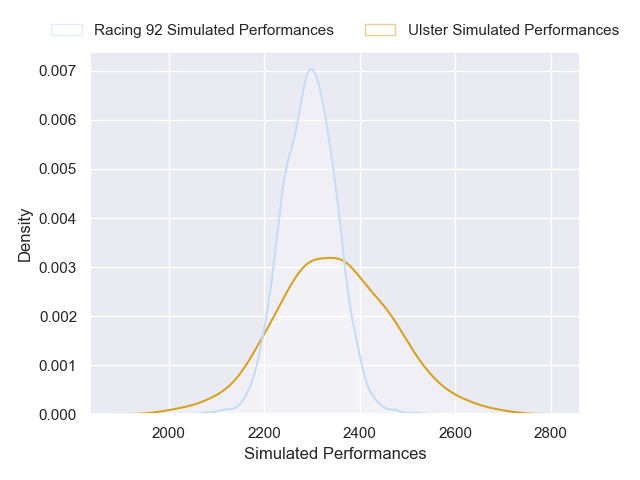 Racing 92 Simulated Performances Ulster Simulated Performances
0.007
0.006
0.005
0.004
0.003
0.002
0.001
0.000
Density
2000 2200 2400 2600 2800
Simulated Performances